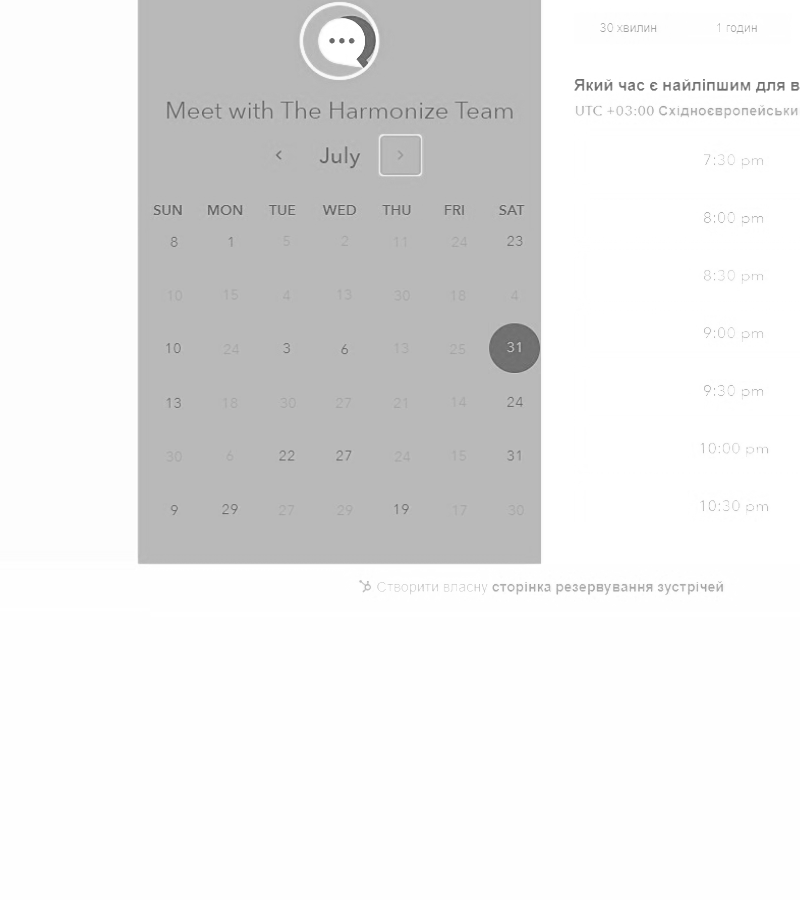 Meet with The Harmonize Team
July
SUN MON TUE WED THU FRI SAT
8 1 5 2 11 24 23
10 15 4 13 30 18 4
10 24 3 6 13 25 31
13 18 30 27 21 14 24
30 6 22 27 24 15 31
9 29 27 29 19 17 30
30 хвилин 1 годин
Який час є найліпшим для в
UTC +03:00 Східноєвропейськи
7:30 pm
8:00 pm
8:30 pm
9:00 pm
9:30 pm
10:00 pm
10:30 pm
Створити власну сторінка резервування зустрічей